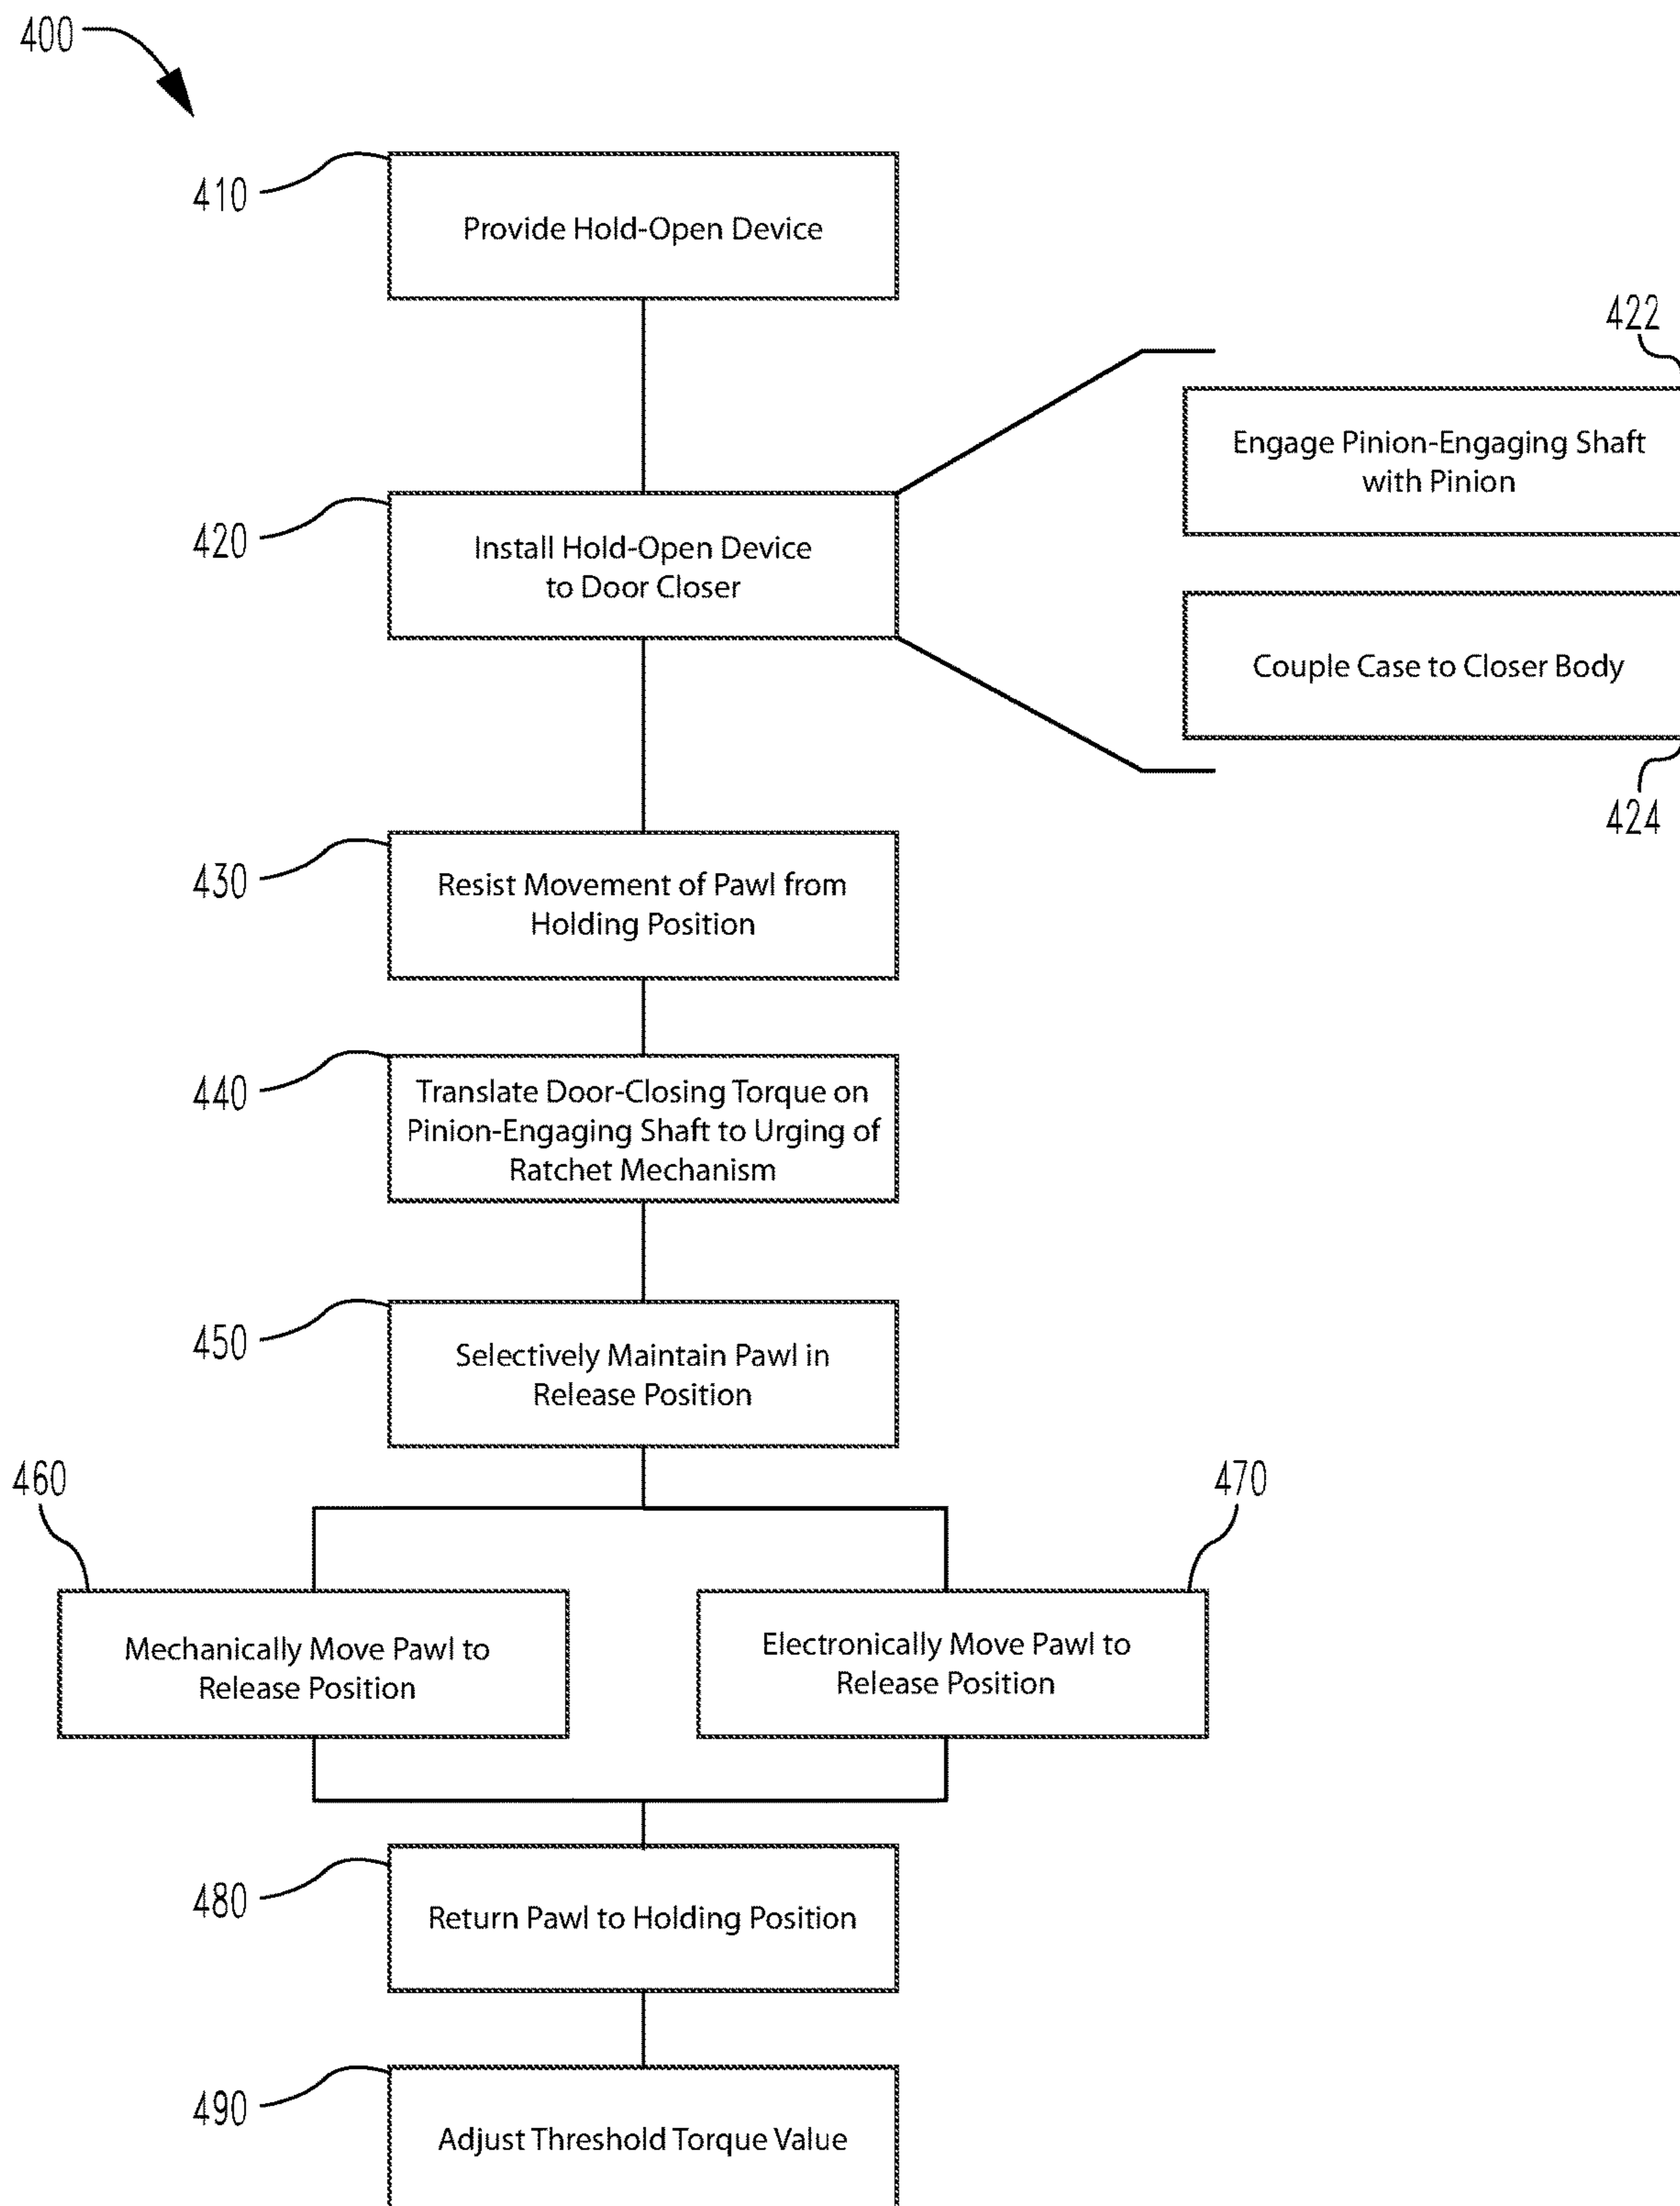 400
410
Provide Hold-Open Device
422
Engage Pinion-Engaging Shaft
with Pinion
420
Install Hold-Open Device
to Door Closer
Couple Case to Closer Body
424
430
Resist Movement of Pawl from
Holding Position
440
Translate Door-Closing Torque on
Pinion-Engaging Shaft to Urging of
Ratchet Mechanism
450
Selectively Maintain Pawl in
Release Position
460
470
Mechanically Move Pawl to
Release Position
Electronically Move Pawl to
Release Position
480
Return Pawl to Holding Position
490
Adjust Threshold Torque Value